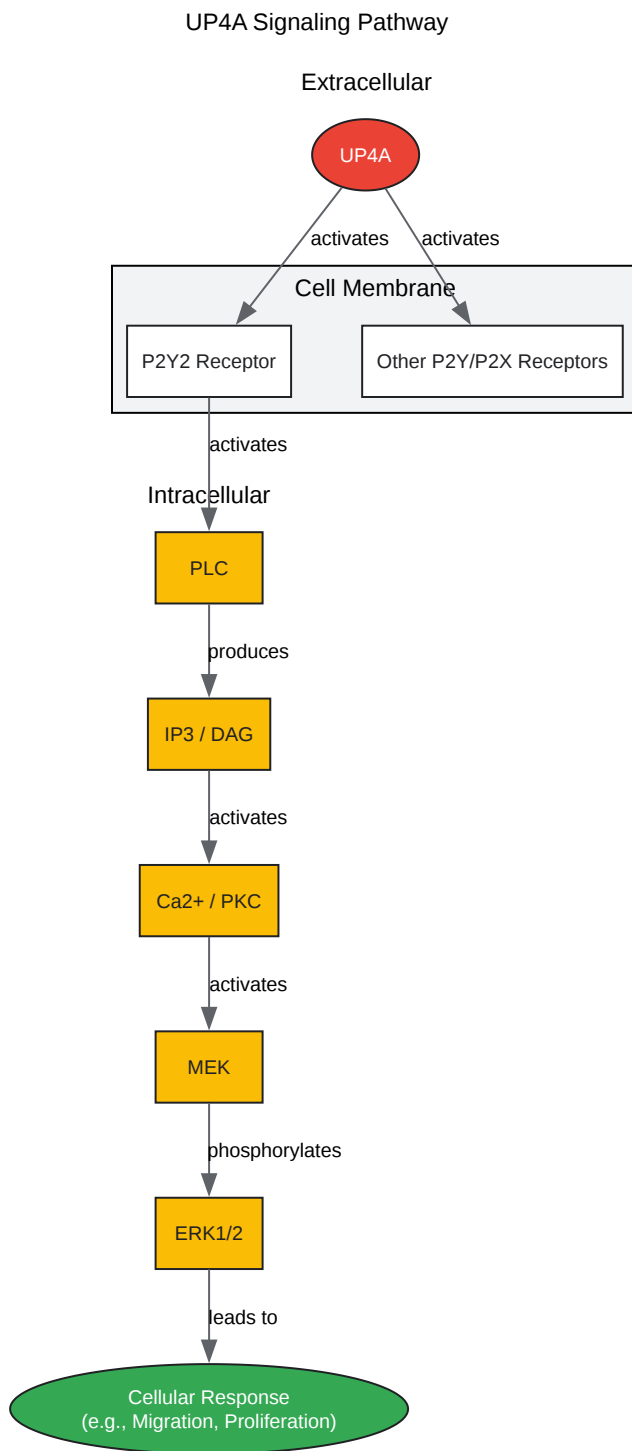 UP4A Signaling Pathway
Extracellular
UP4A
activates
activates
Cell Membrane
P2Y2 Receptor
Other P2Y/P2X Receptors
activates
Intracellular
PLC
produces
IP3 / DAG
activates
Ca2+ / PKC
activates
MEK
phosphorylates
ERK1/2
leads to
Cellular Response
(e.g., Migration, Proliferation)